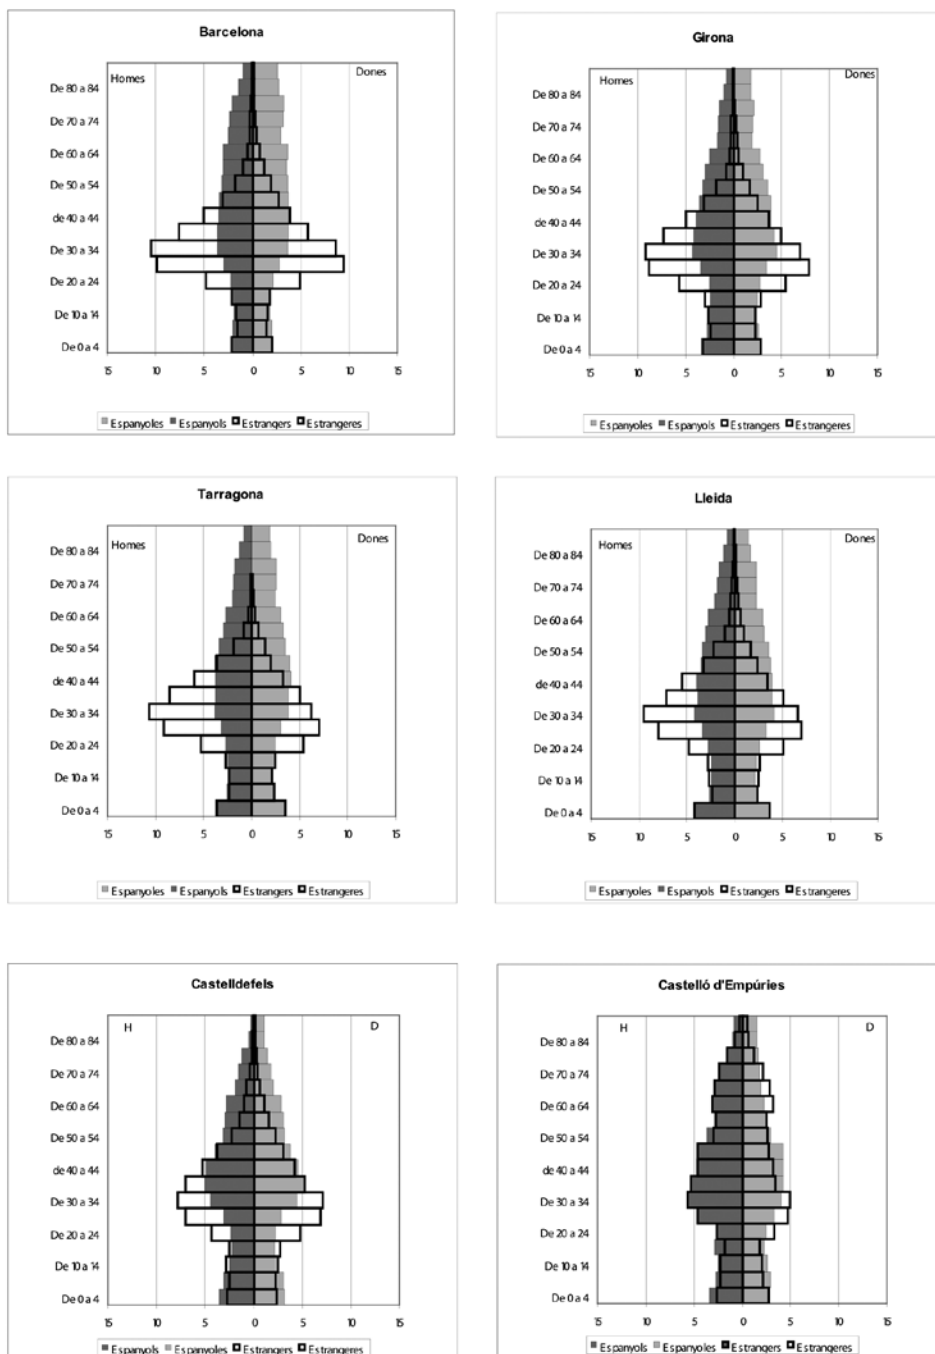 Barcelona
Homes
Dones
De 80 a 84
De 70 a 74
De 60 a 64
De 50 a 54
de 40 a 44
De 30 a 34
De 20 a 24
De 10 a 14
De 0 a 4
15 10 5 0 5 10 15
Espanyoles Espanyols Estrangers Estrangeres
Girona
Homes
Dones
De 80 a 84
De 70 a 74
De 60 a 64
De 50 a 54
de 40 a 44
De 30 a 34
De 20 a 24
De 10 a 14
De 0 a 4
15 10 5 0 5 10 15
Espanyoles Espanyols Estrangers Estrangeres
Tarragona
Homes
Dones
De 80 a 84
De 70 a 74
De 60 a 64
De 50 a 54
de 40 a 44
De 30 a 34
De 20 a 24
De 10 a 14
De 0 a 4
15 10 5 0 5 10 15
Espanyoles Espanyols Estrangers Estrangeres
Lleida
Homes
Dones
De 80 a 84
De 70 a 74
De 60 a 64
De 50 a 54
de 40 a 44
De 30 a 34
De 20 a 24
De 10 a 14
De 0 a 4
15 10 5 0 5 10 15
Espanyoles Espanyols Estrangers Estrangeres
Castelldefels
H
D
De 80 a 84
De 70 a 74
De 60 a 64
De 50 a 54
de 40 a 44
De 30 a 34
De 20 a 24
De 10 a 14
De 0 a 4
15 10 5 0 5 10 15
Espanyols Espanyoles Estrangers Estrangeres
Castelló d'Empúries
H
D
De 80 a 84
De 70 a 74
De 60 a 64
De 50 a 54
de 40 a 44
De 30 a 34
De 20 a 24
De 10 a 14
De 0 a 4
15 10 5 0 5 10 15
Espanyols Espanyoles Estrangers Estrangeres